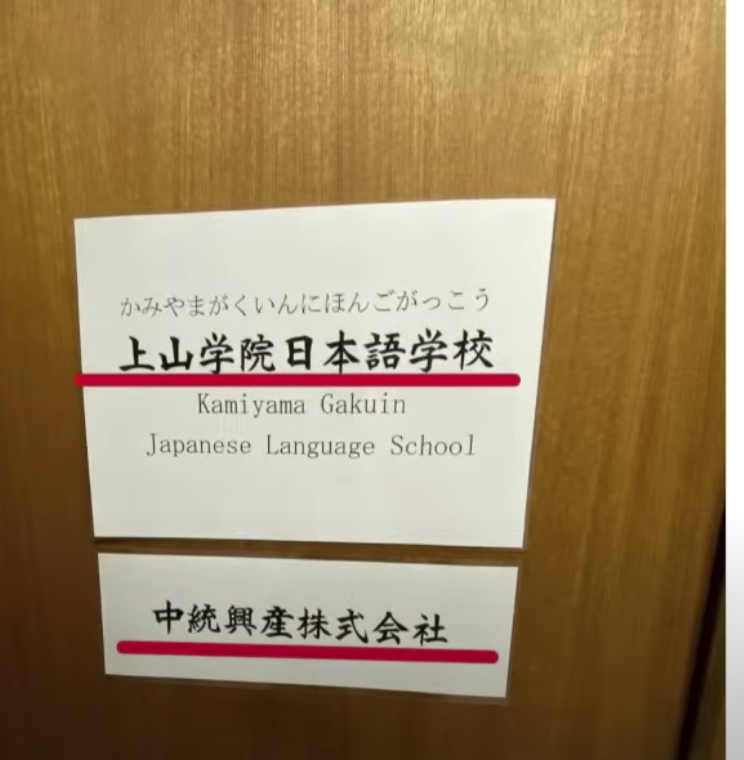 かみやまがくいんにほんごがっこう
上山学院日本語学校
Kamiyama Gakuin
Japanese Language School
中統興産株式会社